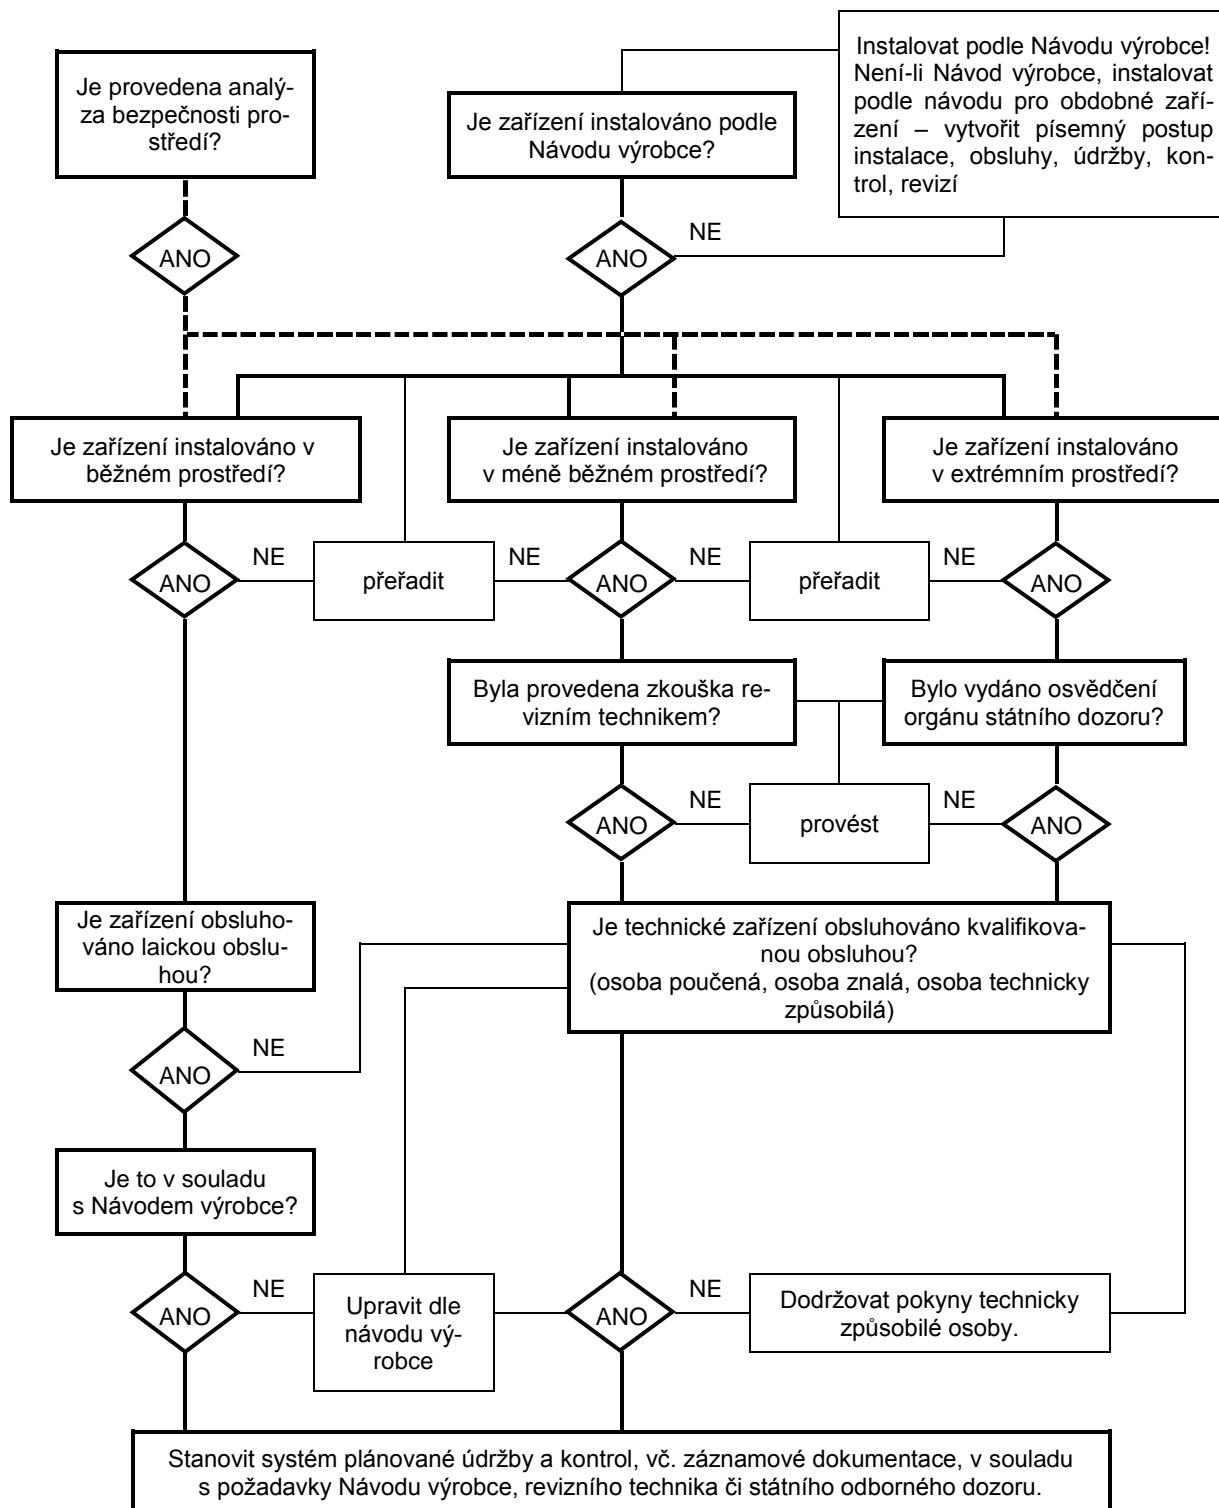 Je provedena analý-
za bezpečnosti pro-
středí?
Je zařízení instalováno podle
Návodu výrobce?
Instalovat podle Návodu výrobce!
Není-li Návod výrobce, instalovat
podle návodu pro obdobné zaří-
zení – vytvořit písemný postup
instalace, obsluhy, údržby, kon-
trol, revizí
ANO
ANO
NE
Je zařízení instalováno v
běžném prostředí?
Je zařízení instalováno
v méně běžném prostředí?
Je zařízení instalováno
v extrémním prostředí?
ANO
NE
přeřadit
NE
ANO
NE
přeřadit
NE
ANO
Byla provedena zkouška re-
vizním technikem?
Bylo vydáno osvědčení
orgánu státního dozoru?
ANO
NE
provést
NE
ANO
Je zařízení obsluho-
váno laickou obslu-
hou?
Je technické zařízení obsluhováno kvalifikova-
nou obsluhou?
(osoba poučená, osoba znalá, osoba technicky
způsobilá)
ANO
NE
Je to v souladu
s Návodem výrobce?
ANO
NE
Upravit dle
návodu vý-
robce
ANO
NE
Dodržovat pokyny technicky
způsobilé osoby.
Stanovit systém plánované údržby a kontrol, vč. záznamové dokumentace, v souladu
s požadavky Návodu výrobce, revizního technika či státního odborného dozoru.